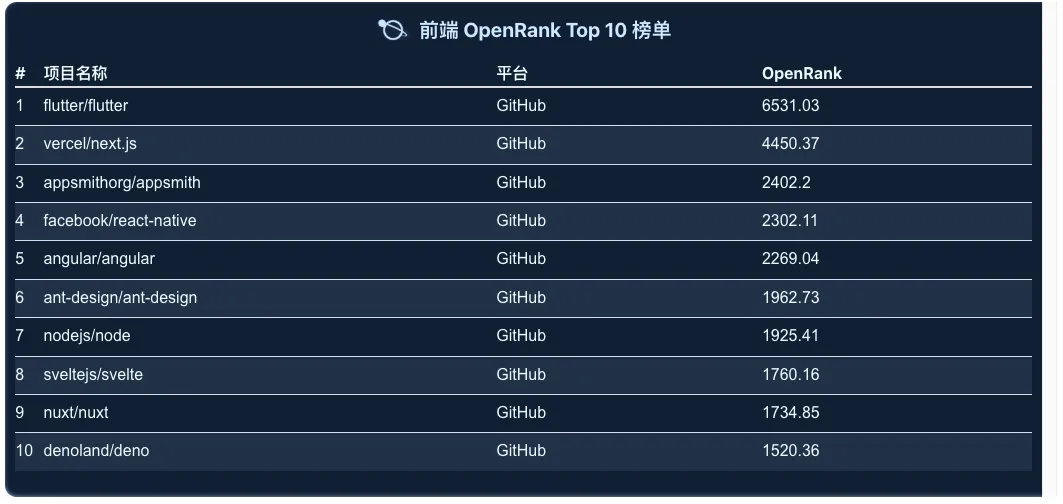 前端 OpenRank Top 10 榜单
# 项目名称 平台 OpenRank
1 flutter/flutter GitHub 6531.03
2 vercel/next.js GitHub 4450.37
3 appsmithorg/appsmith GitHub 2402.2
4 facebook/react-native GitHub 2302.11
5 angular/angular GitHub 2269.04
6 ant-design/ant-design GitHub 1962.73
7 nodejs/node GitHub 1925.41
8 sveltejs/svelte GitHub 1760.16
9 nuxt/nuxt GitHub 1734.85
10 denoland/deno GitHub 1520.36